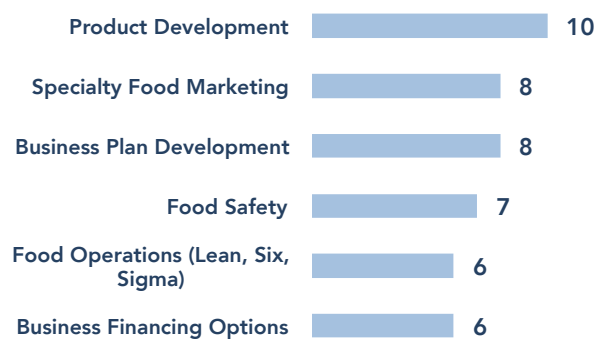 Product Development 10
Specialty Food Marketing 8
Business Plan Development 8
Food Safety 7
Food Operations (Lean, Six,
Sigma) 6
Business Financing Options 6